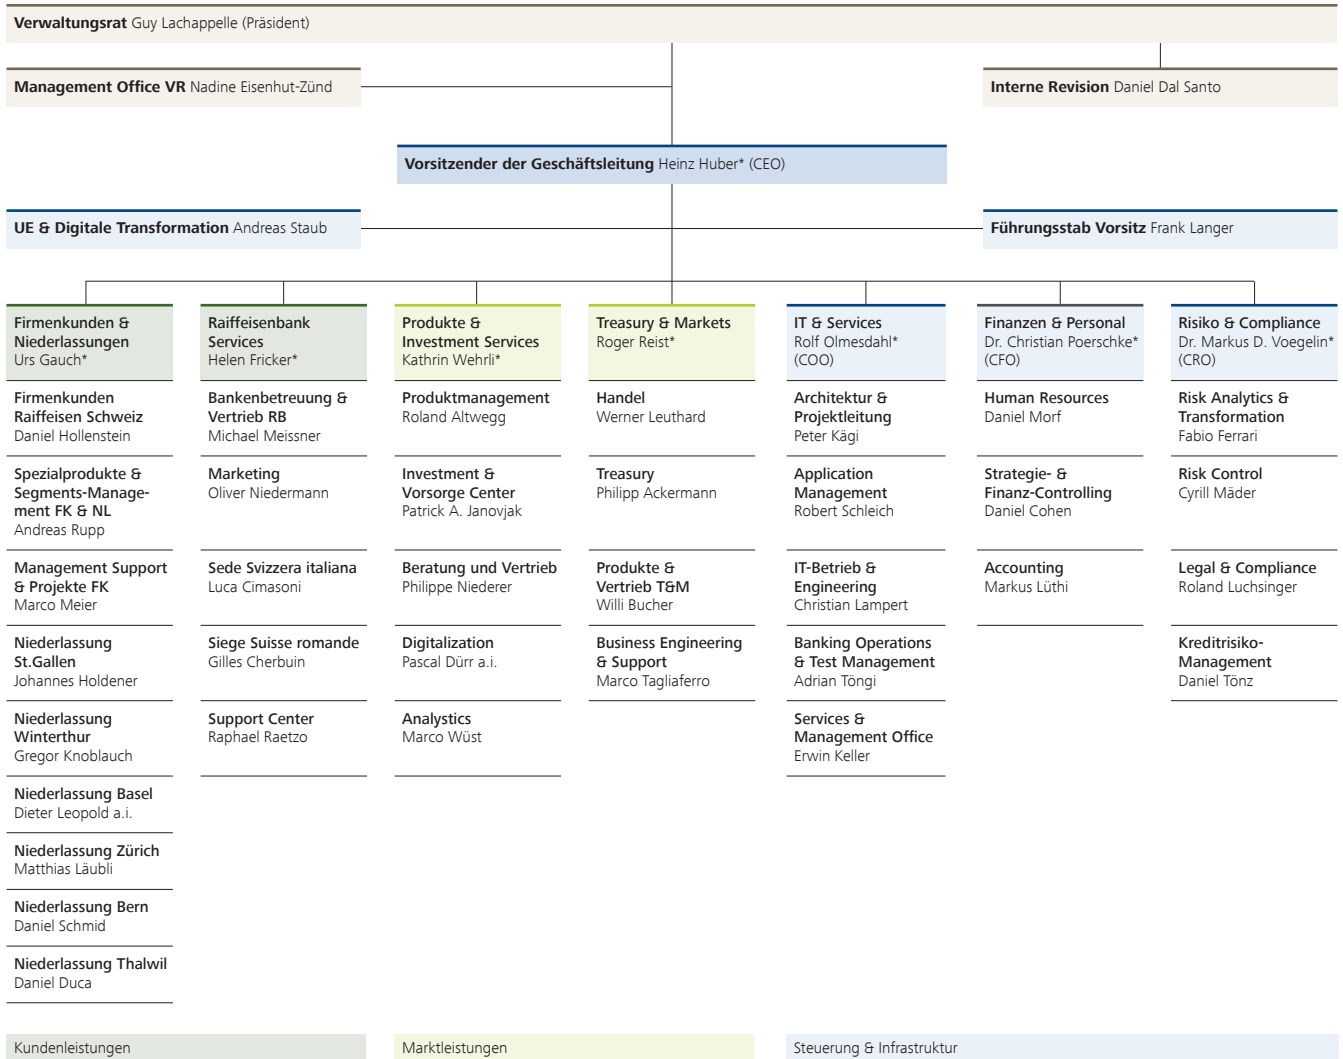 Verwaltungsrat Guy Lachappelle (Präsident)
Management Office VR Nadine Eisenhut-Zünd
Interne Revision Daniel Dal Santo
Vorsitzender der Geschäftsleitung Heinz Huber* (CEO)
UE & Digitale Transformation Andreas Staub
Führungsstab Vorsitz Frank Langer
Firmenkunden &
Niederlassungen
Urs Gauch*
Firmenkunden
Raiffeisen Schweiz
Daniel Hollenstein
Spezialprodukte &
Segments-Manage-
ment FK & NL
Andreas Rupp
Management Support
& Projekte FK
Marco Meier
Niederlassung
St.Gallen
Johannes Holdener
Niederlassung
Winterthur
Gregor Knoblauch
Niederlassung Basel
Dieter Leopold a.i.
Niederlassung Zürich
Matthias Läubli
Niederlassung Bern
Daniel Schmid
Niederlassung Thalwil
Daniel Duca
Raiffeisenbank
Services
Helen Fricker*
Bankenbetreuung &
Vertrieb RB
Michael Meissner
Marketing
Oliver Niedermann
Sede Svizzera italiana
Luca Cimasoni
Siege Suisse romande
Gilles Cherbuin
Support Center
Raphael Raetzo
Produkte &
Investment Services
Kathrin Wehrli*
Produktmanagement
Roland Altwegg
Investment &
Vorsorge Center
Patrick A. Janovjak
Beratung und Vertrieb
Philippe Niederer
Digitalization
Pascal Dürr a.i.
Analystics
Marco Wüst
Treasury & Markets
Roger Reist*
Handel
Werner Leuthard
Treasury
Philipp Ackermann
Produkte &
Vertrieb T&M
Willi Bucher
Business Engineering
& Support
Marco Tagliaferro
IT & Services
Rolf Olmesdahl*
(COO)
Architektur &
Projektleitung
Peter Kägi
Application
Management
Robert Schleich
IT-Betrieb &
Engineering
Christian Lampert
Banking Operations
& Test Management
Adrian Töngi
Services &
Management Office
Erwin Keller
Finanzen & Personal
Dr. Christian Poerschke*
(CFO)
Human Resources
Daniel Morf
Strategie- &
Finanz-Controlling
Daniel Cohen
Accounting
Markus Lüthi
Risiko & Compliance
Dr. Markus D. Voegelin*
(CRO)
Risk Analytics &
Transformation
Fabio Ferrari
Risk Control
Cyrill Mäder
Legal & Compliance
Roland Luchsinger
Kreditrisiko-
Management
Daniel Tönz
Kundenleistungen
Marktleistungen
Steuerung & Infrastruktur